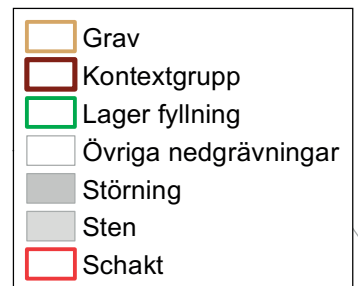 Grav
Kontextgrupp
Lager fyllning
Övriga nedgrävningar
Störning
Sten
Schakt